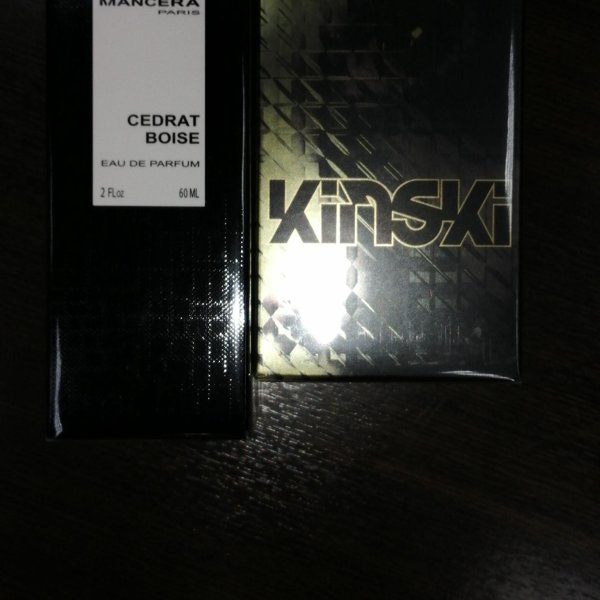 MANCERA
PARIS
CEDRAT
BOISE
EAU DE PARFUM
2 FLoz 60 ML
KINSKI